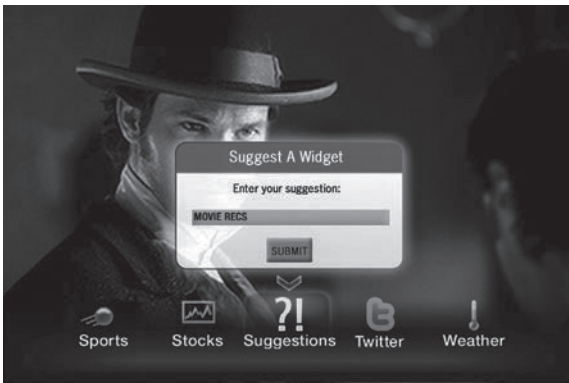 Suggest A Widget
Enter your suggestion:
MOVIE RECS
SUBMIT
?!
Sports Stocks Suggestions Twitter Weather